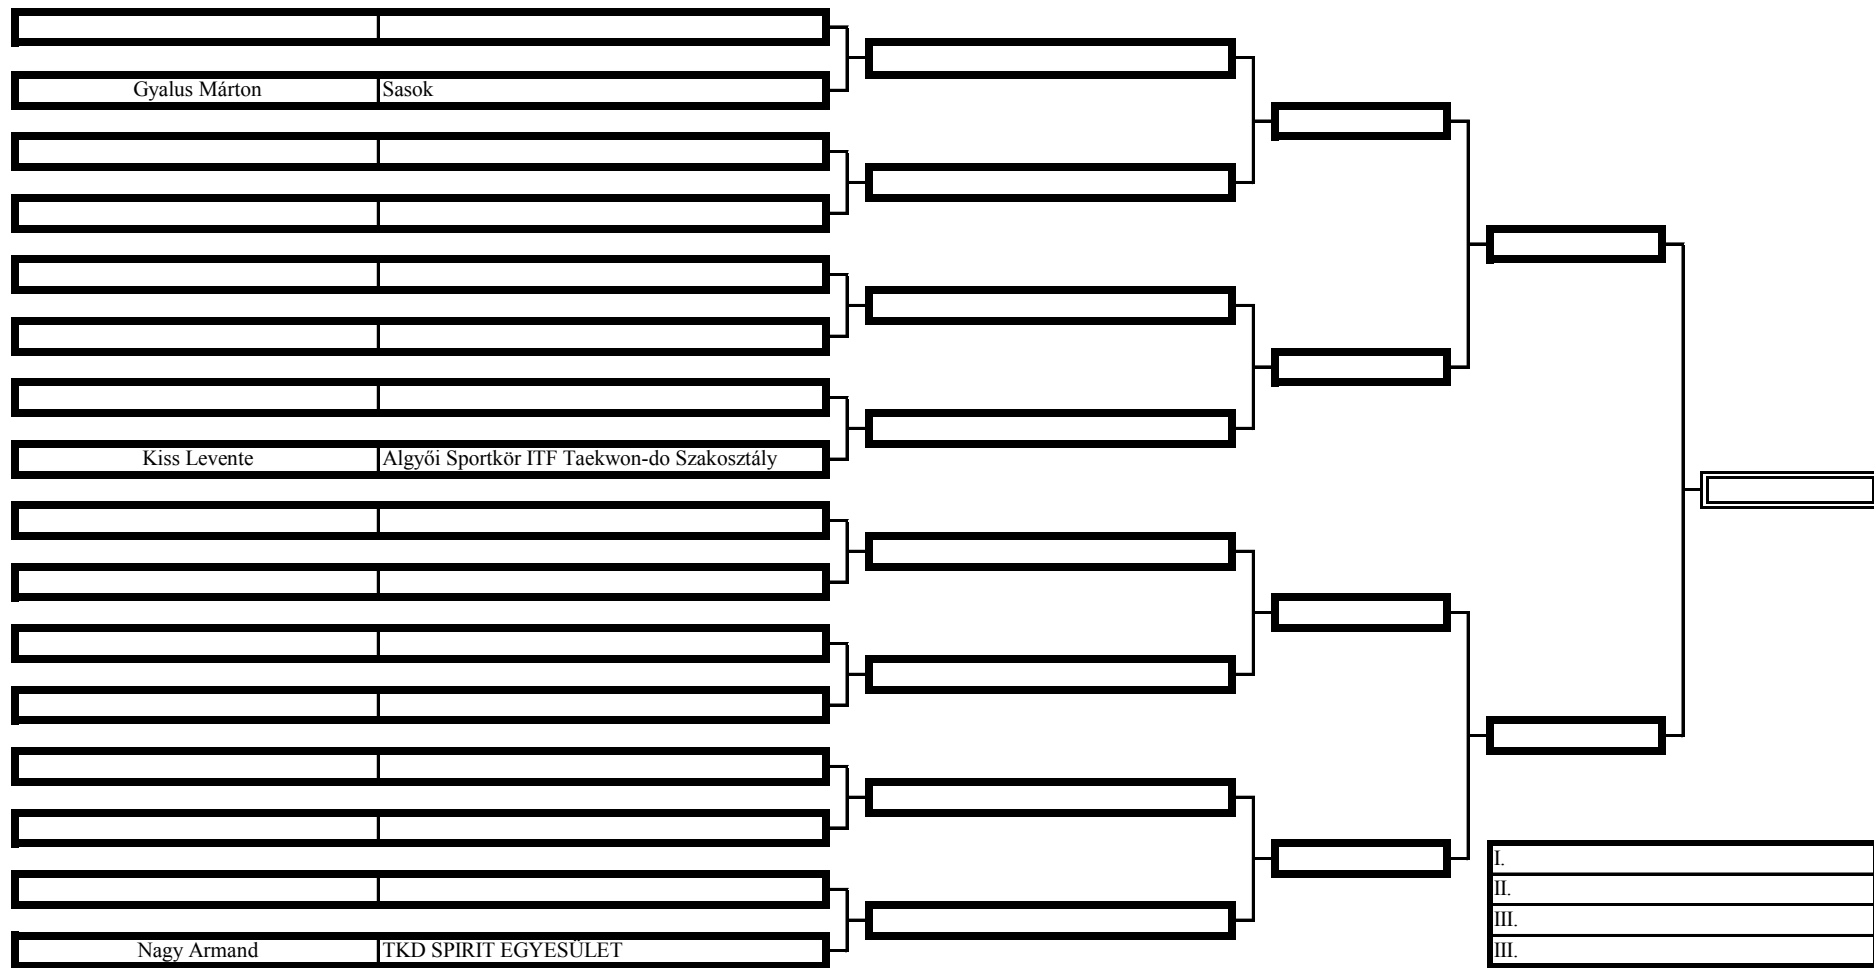 Gyalus Márton Sasok
Kiss Levente Algyői Sportkör ITF Taekwon-do Szakosztály
Nagy Armand TKD SPIRIT EGYESÜLET
I.
II.
III.
III.